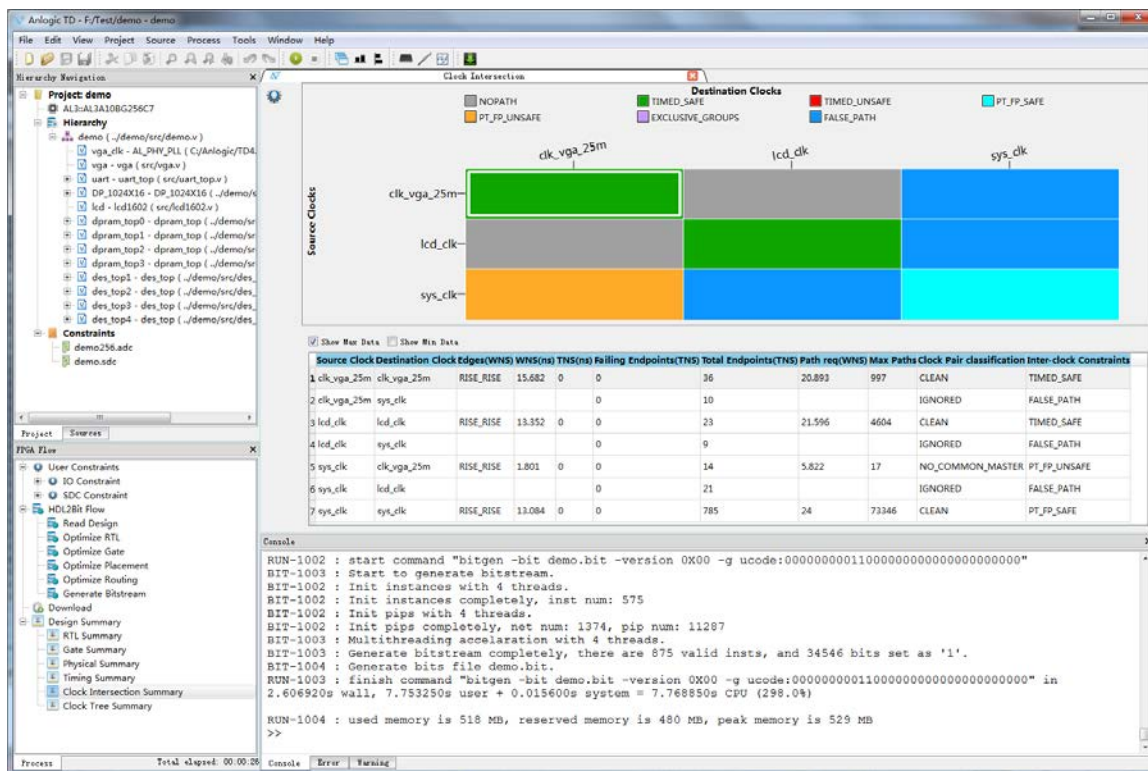 Anlogic TD - F:/Test/demo - demo
File Edit View Project Source Process Tools Window Help
Hierarchy Navigation
Project: demo
AL3::AL3A10BG256C7
Hierarchy
demo ( ../demo/src/demo.v )
vga_clk - AL_PHY_PLL ( C:/Anlogic/TD4.
vga - vga ( src/vga.v )
uart - uart_top ( src/uart_top.v )
DP_1024X16 - DP_1024X16 ( ../demo/s
lcd - lcd1602 ( src/lcd1602.v )
dpram_top0 - dpram_top ( ../demo/sr
dpram_top1 - dpram_top ( ../demo/sr
dpram_top2 - dpram_top ( ../demo/sr
dpram_top3 - dpram_top ( ../demo/sr
des_top1 - des_top ( ../demo/src/des_
des_top2 - des_top ( ../demo/src/des_
des_top3 - des_top ( ../demo/src/des_
des_top4 - des_top ( ../demo/src/des_
Constraints
demo256.adc
demo.sdc
Project Sources
FPGA Flow
User Constraints
IO Constraint
SDC Constraint
HDL2Bit Flow
Read Design
Optimize RTL
Optimize Gate
Optimize Placement
Optimize Routing
Generate Bitstream
Download
Design Summary
RTL Summary
Gate Summary
Physical Summary
Timing Summary
Clock Intersection Summary
Clock Tree Summary
Process Total elapsed: 00:00:26
Clock Intersection
Destination Clocks
NOPATH TIMED_SAFE TIMED_UNSAFE PT_FP_SAFE
PT_FP_UNSAFE EXCLUSIVE_GROUPS FALSE_PATH
clk_vga_25m lcd_clk sys_clk
Source Clocks
clk_vga_25m
lcd_clk
sys_clk
Show Max Data Show Min Data
Source Clock Destination Clock Edges(WNS) WNS(ns) TNS(ns) Failing Endpoints(TNS) Total Endpoints(TNS) Path req(WNS) Max Paths Clock Pair classification Inter-clock Constraints
1 clk_vga_25m clk_vga_25m RISE_RISE 15.682 0 0 36 20.893 997 CLEAN TIMED_SAFE
2 clk_vga_25m sys_clk 0 10 IGNORED FALSE_PATH
3 lcd_clk lcd_clk RISE_RISE 13.352 0 0 23 21.596 4604 CLEAN TIMED_SAFE
4 lcd_clk sys_clk 0 9 IGNORED FALSE_PATH
5 sys_clk clk_vga_25m RISE_RISE 1.801 0 0 14 5.822 17 NO_COMMON_MASTER PT_FP_UNSAFE
6 sys_clk lcd_clk 0 21 IGNORED FALSE_PATH
7 sys_clk sys_clk RISE_RISE 13.084 0 0 785 24 73346 CLEAN PT_FP_SAFE
Console
RUN-1002 : start command "bitgen -bit demo.bit -version 0X00 -g ucode:00000000011000000000000000000000"
BIT-1003 : Start to generate bitstream.
BIT-1002 : Init instances with 4 threads.
BIT-1002 : Init instances completely, inst num: 575
BIT-1002 : Init pips with 4 threads.
BIT-1002 : Init pips completely, net num: 1374, pip num: 11287
BIT-1003 : Multithreading accelaration with 4 threads.
BIT-1003 : Generate bitstream completely, there are 875 valid insts, and 34546 bits set as '1'.
BIT-1004 : Generate bits file demo.bit.
RUN-1003 : finish command "bitgen -bit demo.bit -version 0X00 -g ucode:00000000011000000000000000000000" in
2.606920s wall, 7.753250s user + 0.015600s system = 7.768850s CPU (298.0%)
RUN-1004 : used memory is 518 MB, reserved memory is 480 MB, peak memory is 529 MB
>>
Console Error Warning